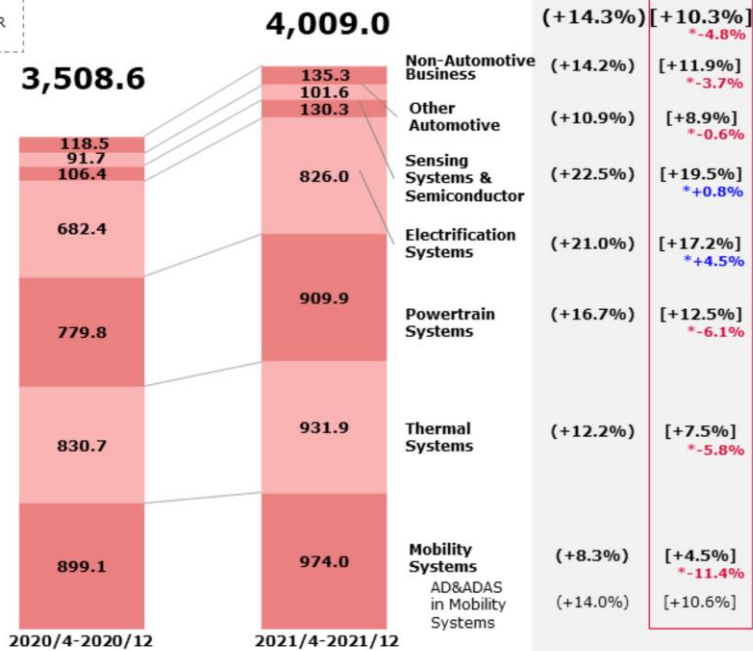 R
4,009.0
(+14.3%) [+10.3%]
*-4.8%
3,508.6
135.3
Non-Automotive
Business
(+14.2%) [+11.9%]
*-3.7%
101.6
130.3
Other
Automotive
(+10.9%) [+8.9%]
*-0.6%
118.5
91.7
106.4
826.0
Sensing
Systems &
Semiconductor
(+22.5%) [+19.5%]
*+0.8%
682.4
Electrification
Systems
(+21.0%) [+17.2%]
*+4.5%
779.8
909.9
Powertrain
Systems
(+16.7%) [+12.5%]
*-6.1%
830.7
931.9
Thermal
Systems
(+12.2%) [+7.5%]
*-5.8%
899.1
974.0
Mobility
Systems
(+8.3%) [+4.5%]
*-11.4%
AD&ADAS
in Mobility
Systems
(+14.0%) [+10.6%]
2020/4-2020/12
2021/4-2021/12